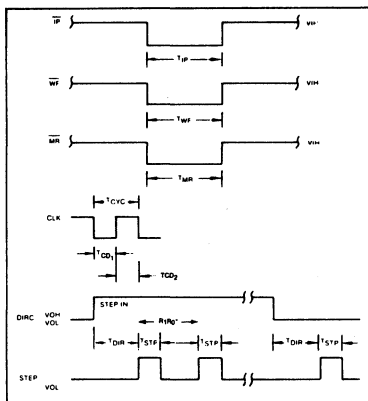 IP VIH
TIP
WF VIH
TWF
MR VIH
TMR
TCYC
CLK
TCD1
TCD2
STEP IN
DIRC VOH
VOL
R1R0*
TDIR TSTP TSTP TDIR TSTP
STEP
VOL